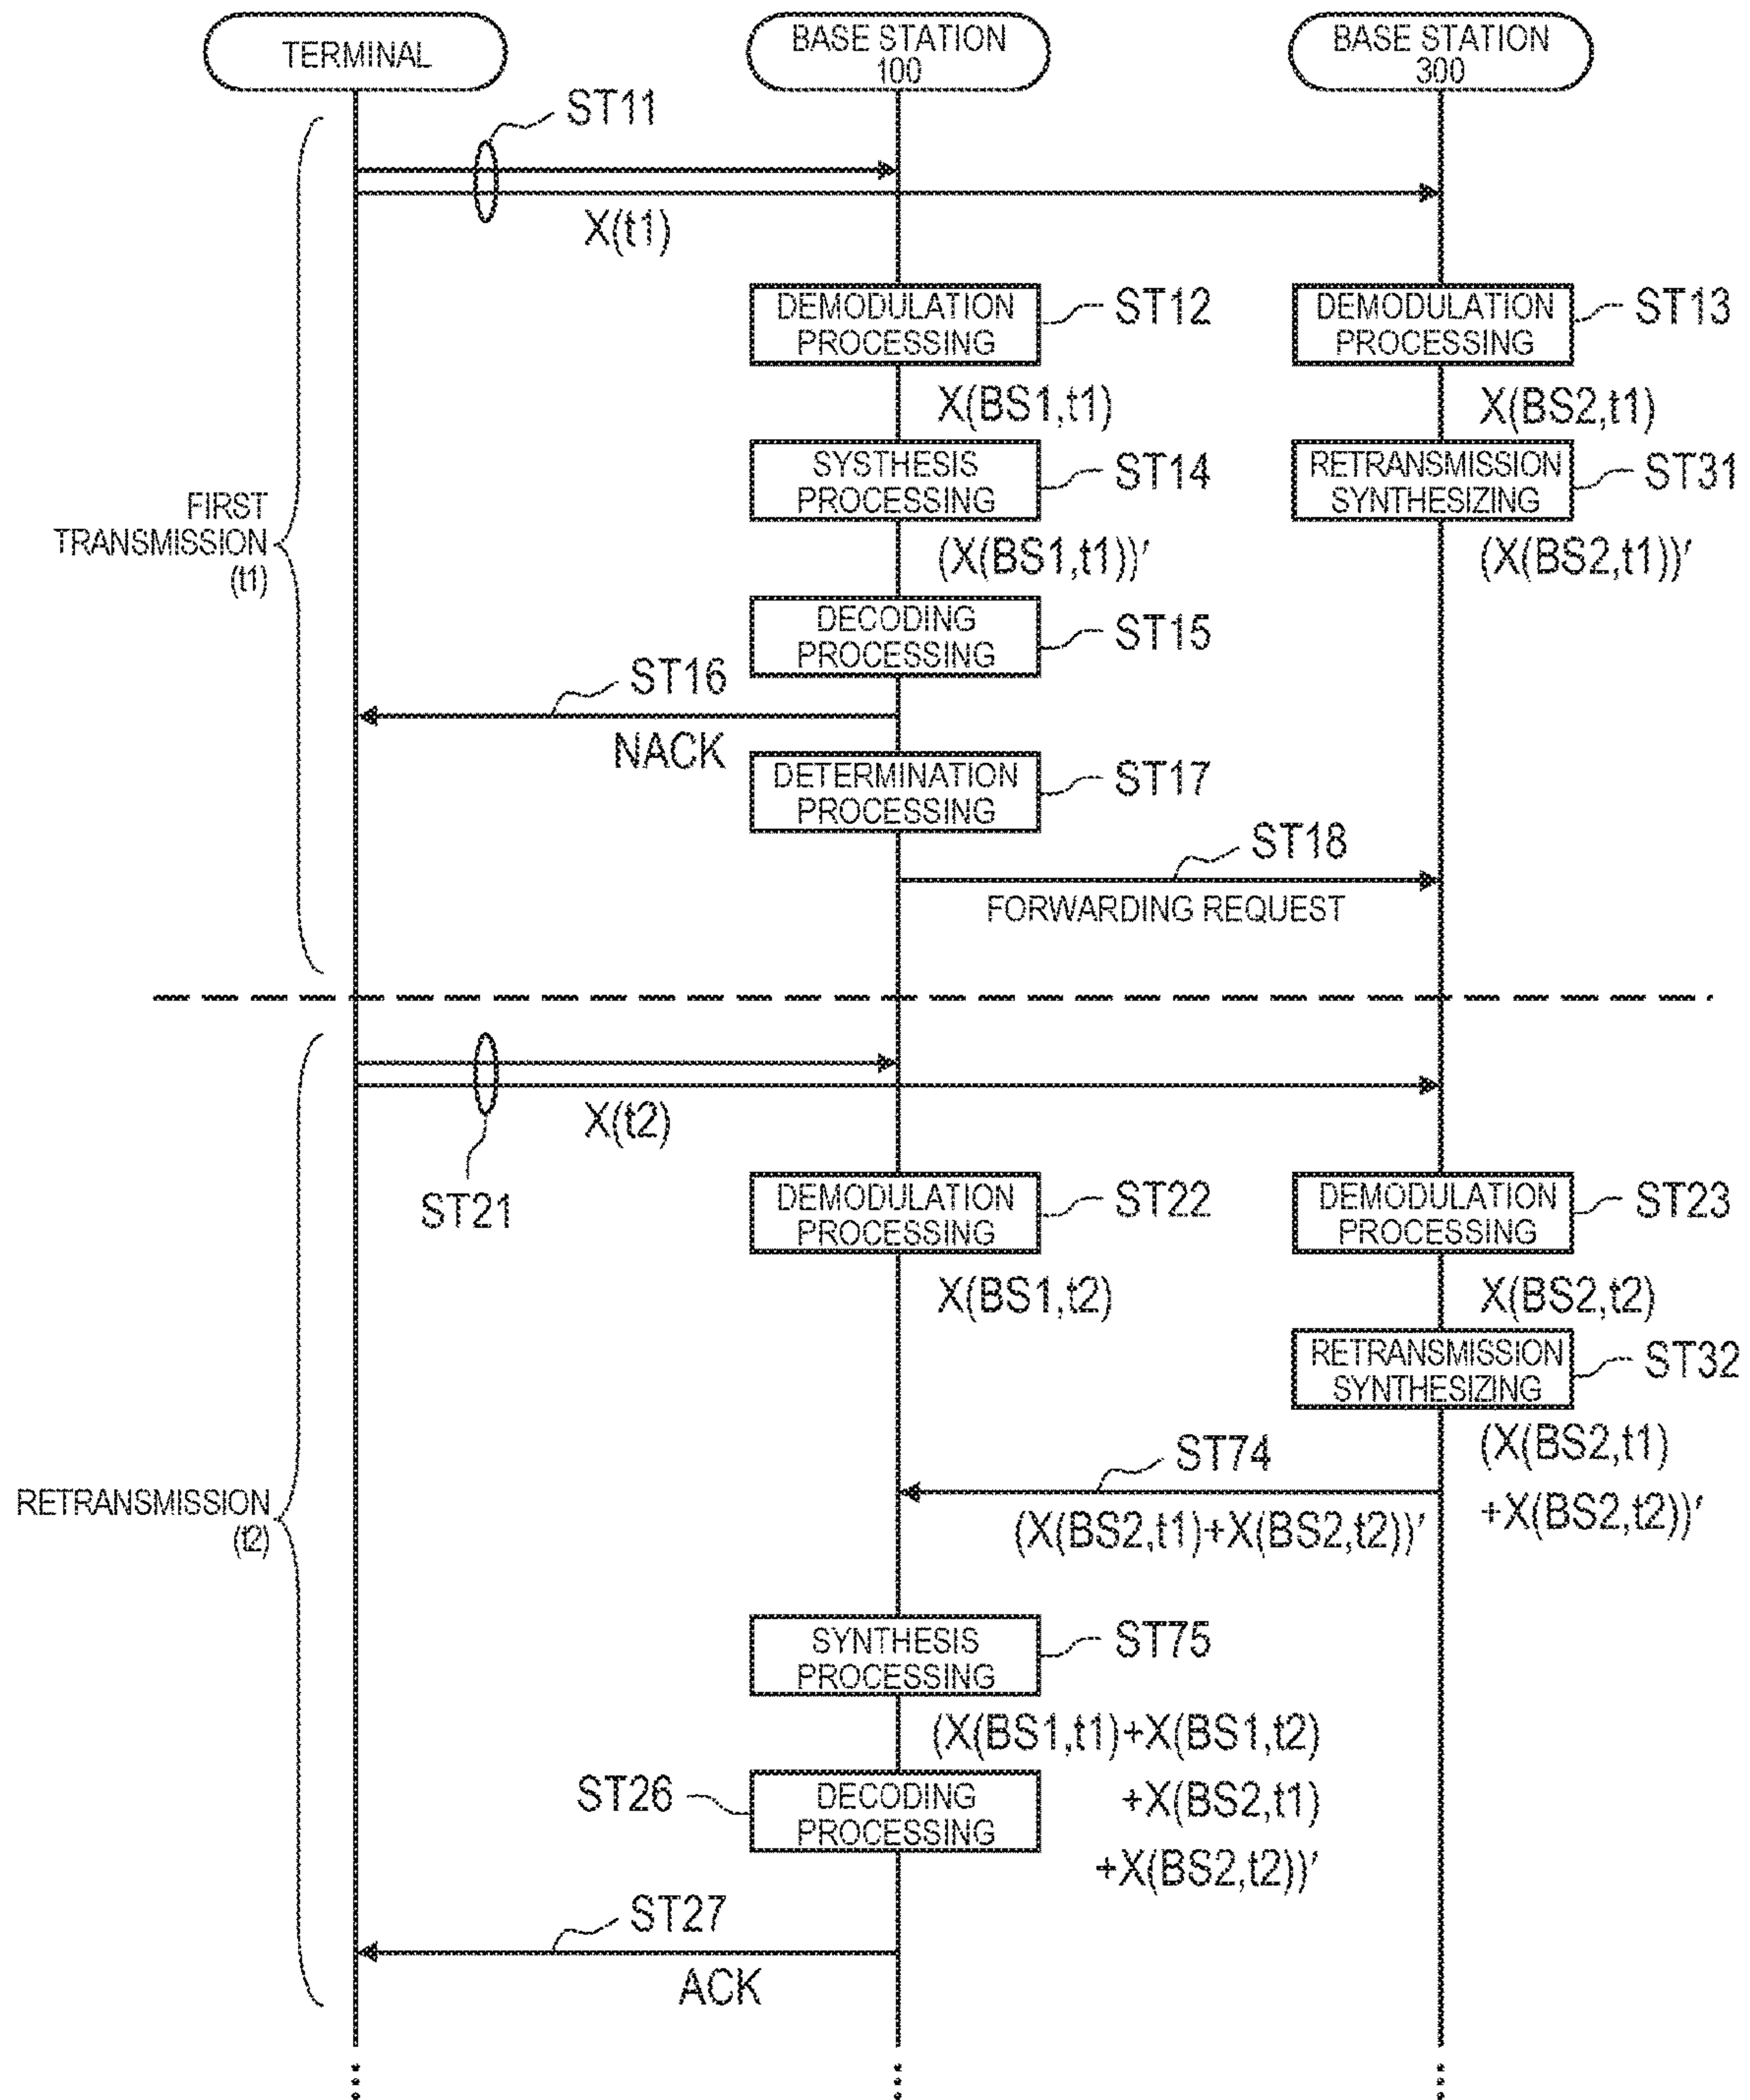 TERMINAL
BASE STATION
100
BASE STATION
300
ST11
X(t1)
DEMODULATION
PROCESSING
ST12
DEMODULATION
PROCESSING
ST13
X(BS1,t1)
X(BS2,t1)
SYSTHESIS
PROCESSING
ST14
RETRANSMISSION
SYNTHESIZING
ST31
FIRST
TRANSMISSION
(t1)
(X(BS1,t1))′
(X(BS2,t1))′
DECODING
PROCESSING
ST15
ST16
NACK
DETERMINATION
PROCESSING
ST17
ST18
FORWARDING REQUEST
X(t2)
ST21
DEMODULATION
PROCESSING
ST22
DEMODULATION
PROCESSING
ST23
X(BS1,t2)
X(BS2,t2)
RETRANSMISSION
SYNTHESIZING
ST32
(X(BS2,t1)
+X(BS2,t2))′
ST74
(X(BS2,t1)+X(BS2,t2))′
RETRANSMISSION
(t2)
SYNTHESIS
PROCESSING
ST75
(X(BS1,t1)+X(BS1,t2)
+X(BS2,t1)
+X(BS2,t2))′
ST26
DECODING
PROCESSING
ST27
ACK